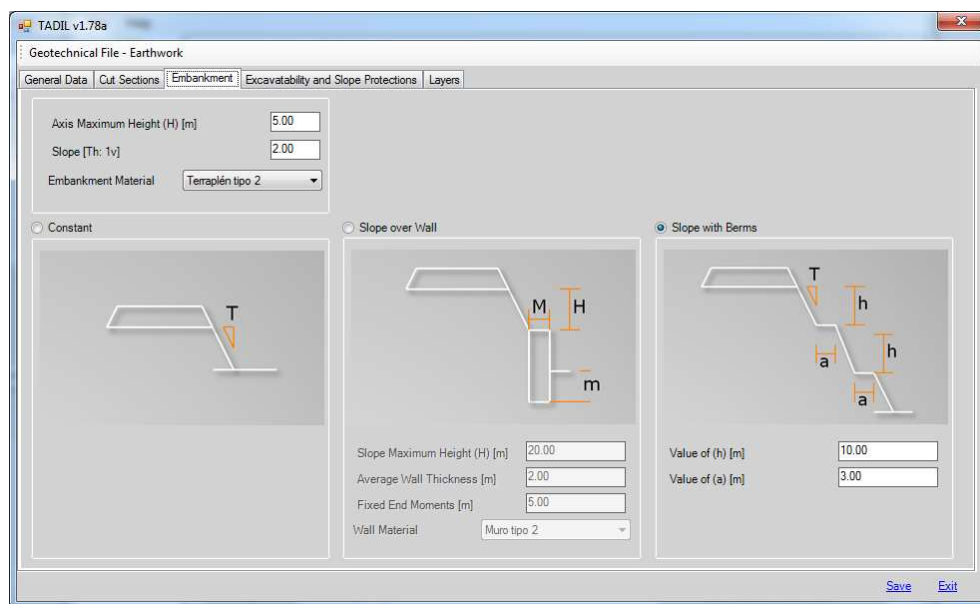 TADIL v1.78a
Geotechnical File - Earthwork
General Data Cut Sections Embankment Excavatability and Slope Protections Layers
Axis Maximum Height (H) [m] 5.00
Slope [Th: 1v] 2.00
Embankment Material Terraplén tipo 2
Constant
T
Slope over Wall
M H
m
Slope Maximum Height (H) [m] 20.00
Average Wall Thickness [m] 2.00
Fixed End Moments [m] 5.00
Wall Material Muro tipo 2
Slope with Berms
T
h
a
h
a
Value of (h) [m] 10.00
Value of (a) [m] 3.00
Save Exit